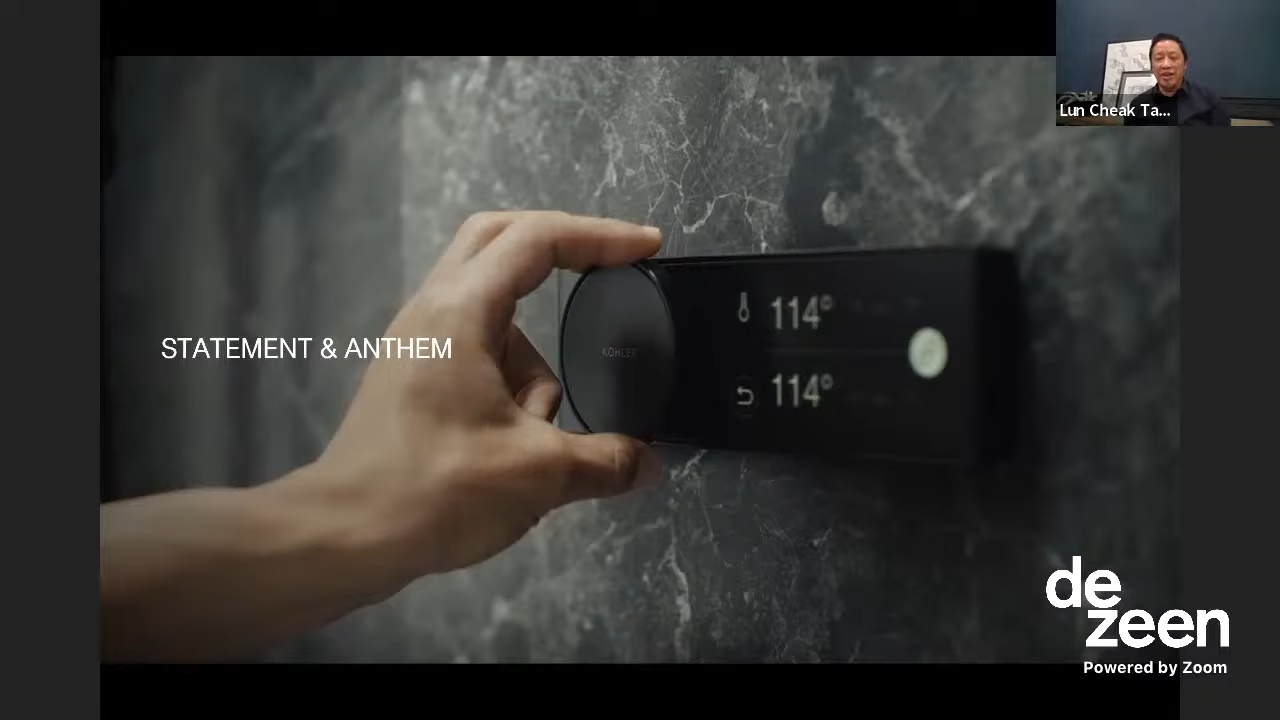 Lun Cheak Ta...
STATEMENT & ANTHEM
KOHLER
114°
114°
de
zeen
Powered by Zoom